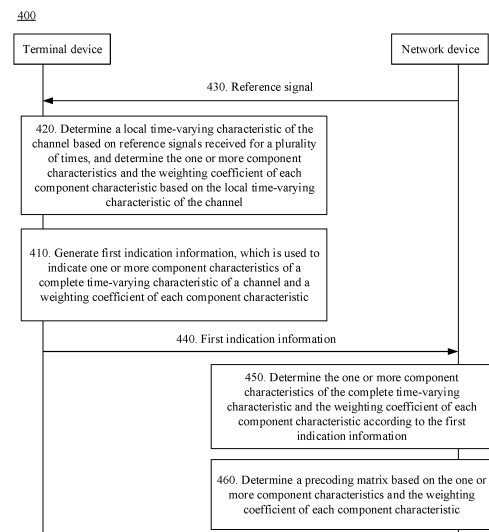 400
Terminal device
Network device
430. Reference signal
420. Determine a local time-varying characteristic of the
channel based on reference signals received for a plurality
of times, and determine the one or more component
characteristics and the weighting coefficient of each
component characteristic based on the local time-varying
characteristic of the channel
410. Generate first indication information, which is used to
indicate one or more component characteristics of a
complete time-varying characteristic of a channel and a
weighting coefficient of each component characteristic
440. First indication information
450. Determine the one or more component
characteristics of the complete time-varying
characteristic and the weighting coefficient of each
component characteristic according to the first
indication information
460. Determine a precoding matrix based on the one or
more component characteristics and the weighting
coefficient of each component characteristic